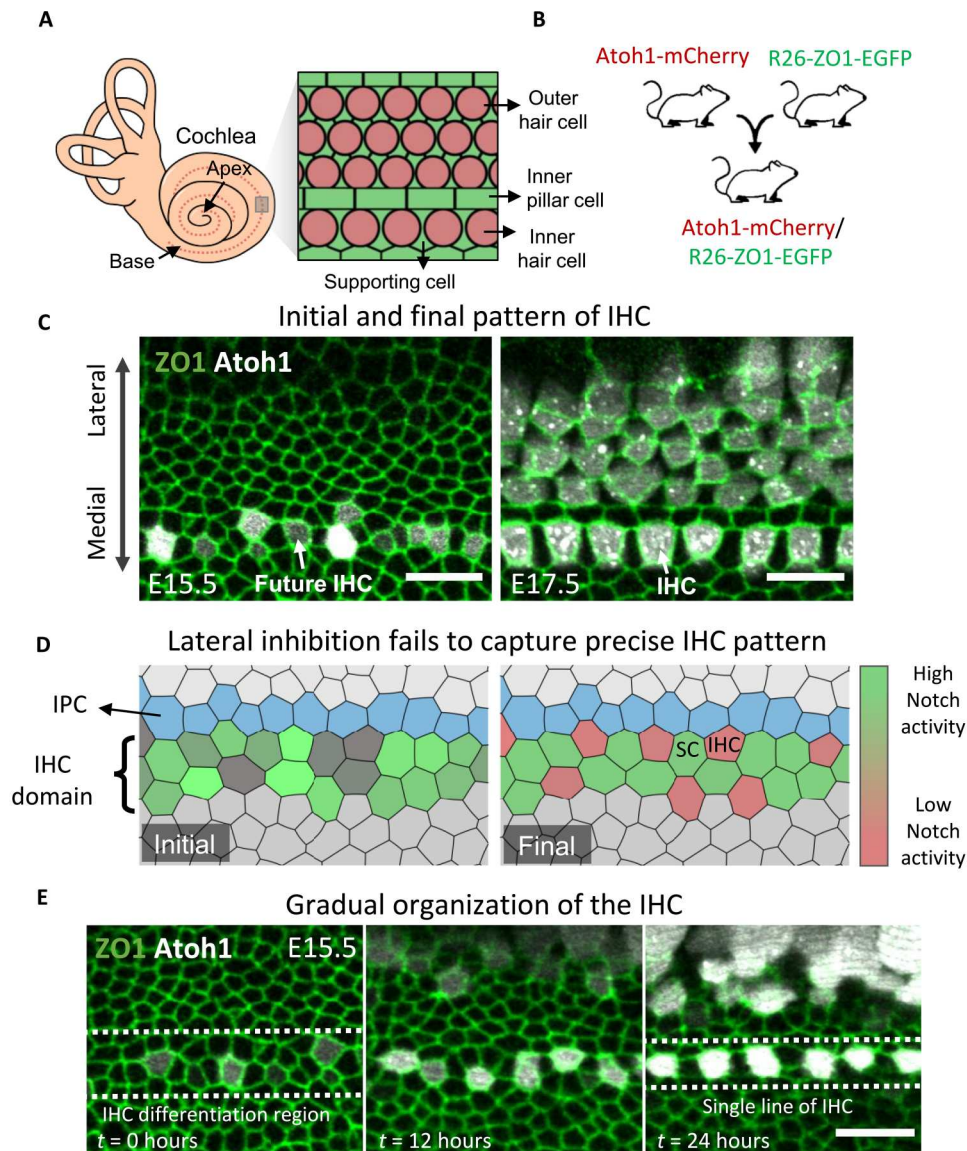 A
Cochlea
Apex
Base
Outer
hair cell
Inner
pillar cell
Inner
hair cell
Supporting cell
B
Atoh1-mCherry R26-ZO1-EGFP
Atoh1-mCherry/
R26-ZO1-EGFP
C
Initial and final pattern of IHC
Lateral
Medial
ZO1 Atoh1
Future IHC
E15.5
IHC
E17.5
D
Lateral inhibition fails to capture precise IHC pattern
IPC
IHC
domain
Initial
SC IHC
Final
High
Notch
activity
Low
Notch
activity
E
Gradual organization of the IHC
ZO1 Atoh1 E15.5
IHC differentiation region
t = 0 hours
t = 12 hours
Single line of IHC
t = 24 hours